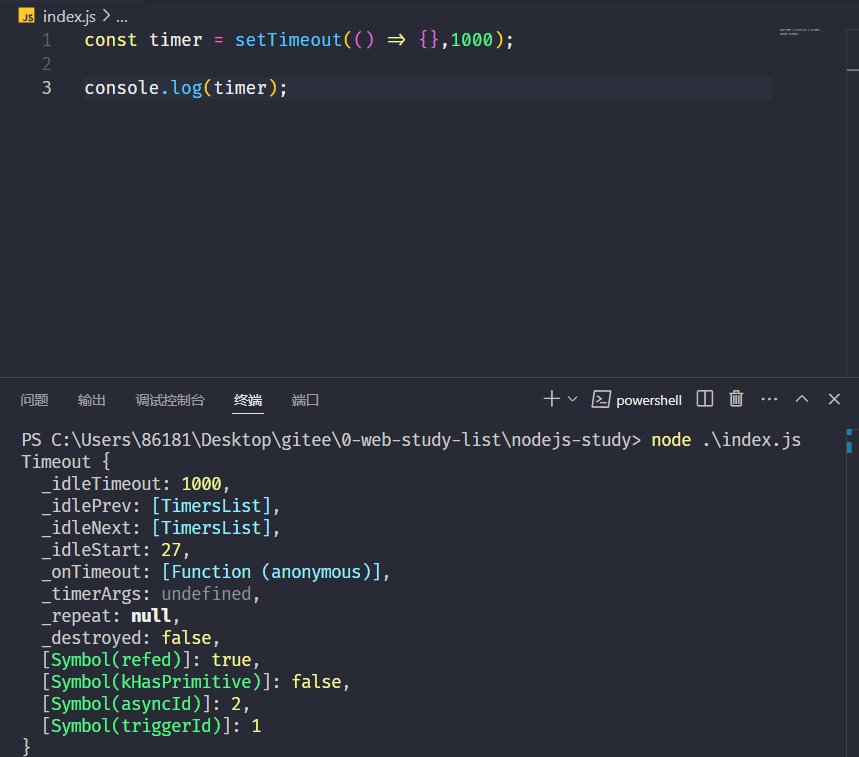 JS index.js > ...
1 const timer = setTimeout(() => {},1000);
2
3 console.log(timer);
问题 输出 调试控制台 终端 端口 powershell
PS C:\Users\86181\Desktop\gitee\0-web-study-list\nodejs-study> node .\index.js
Timeout {
  _idleTimeout: 1000,
  _idlePrev: [TimersList],
  _idleNext: [TimersList],
  _idleStart: 27,
  _onTimeout: [Function (anonymous)],
  _timerArgs: undefined,
  _repeat: null,
  _destroyed: false,
  [Symbol(refed)]: true,
  [Symbol(kHasPrimitive)]: false,
  [Symbol(asyncId)]: 2,
  [Symbol(triggerId)]: 1
}